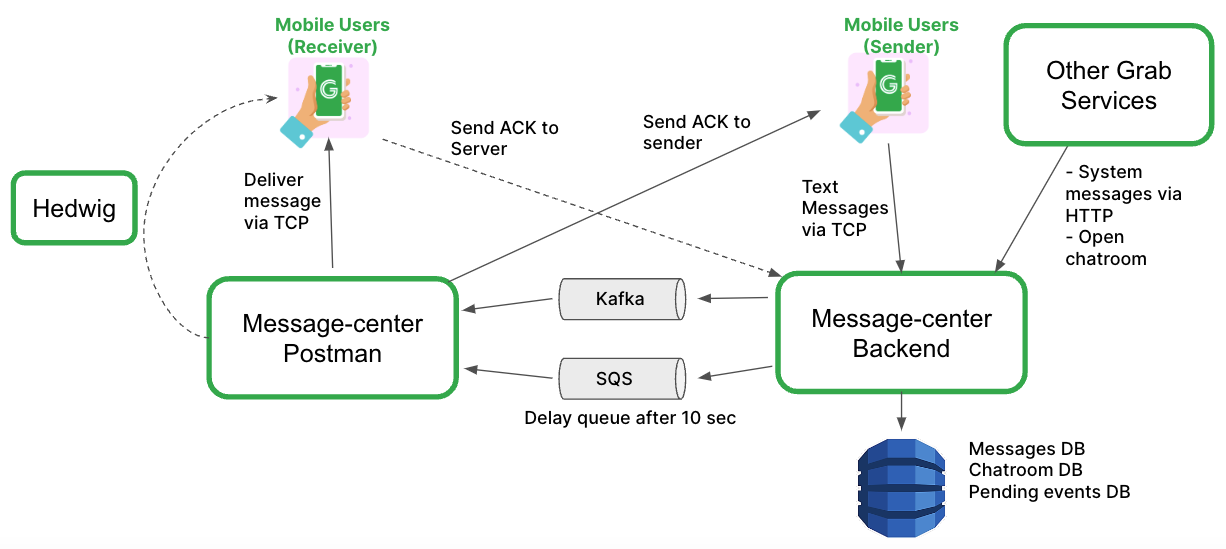 Mobile Users
(Receiver)
G
Mobile Users
(Sender)
G
Other Grab
Services
Send ACK to
Server
Send ACK to
sender
Hedwig
Deliver
message
via TCP
Text
Messages
via TCP
- System
messages via
HTTP
- Open
chatroom
Message-center
Postman
Kafka
SQS
Delay queue after 10 sec
Message-center
Backend
Messages DB
Chatroom DB
Pending events DB